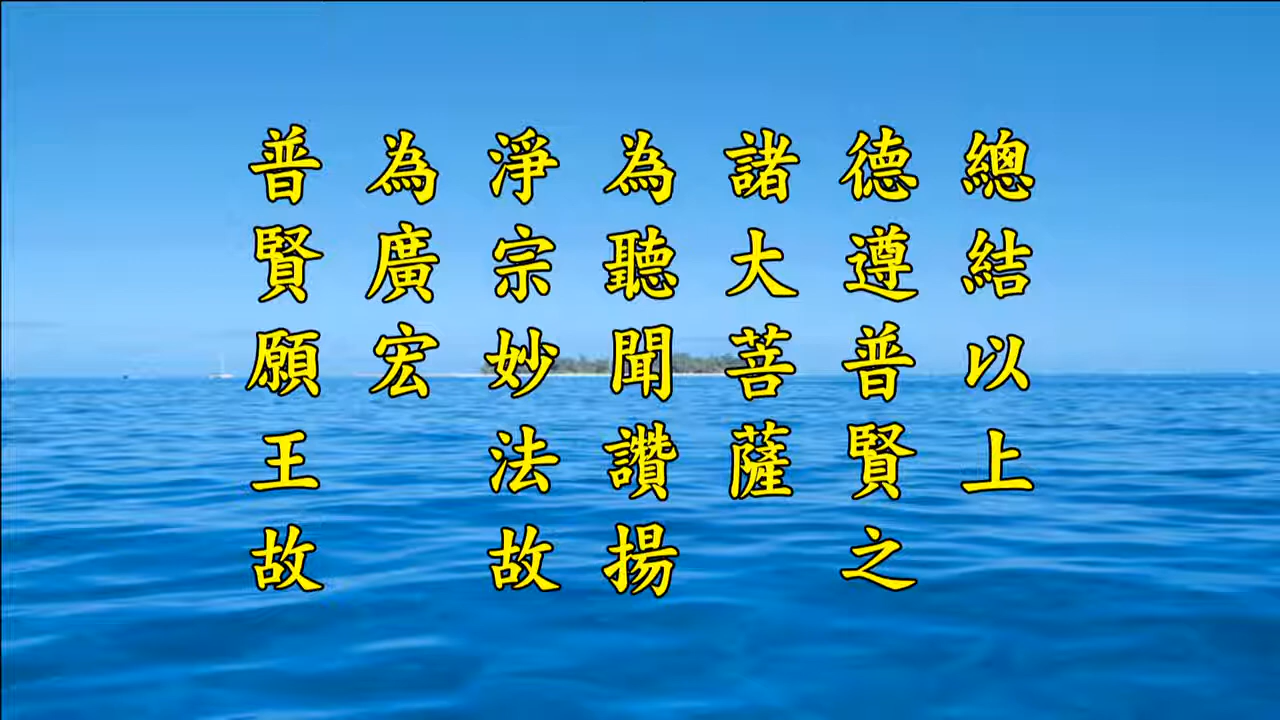 總結以上
德遵普賢之
諸大菩薩
為聽聞讚揚
淨宗妙法故
為廣宏
普賢願王故